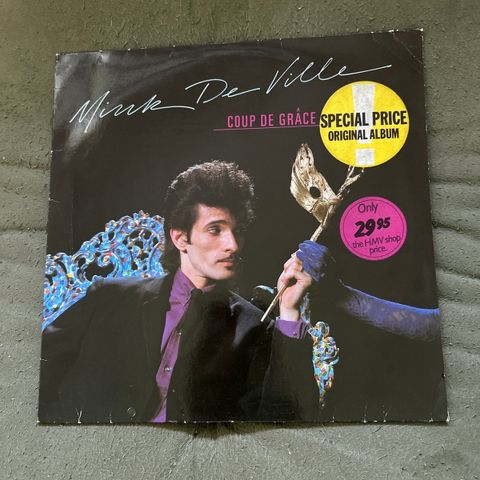 Mink De Ville
COUP DE GRÂCE
!
SPECIAL PRICE
ORIGINAL ALBUM
Only
29.95
the HMV shop
price.